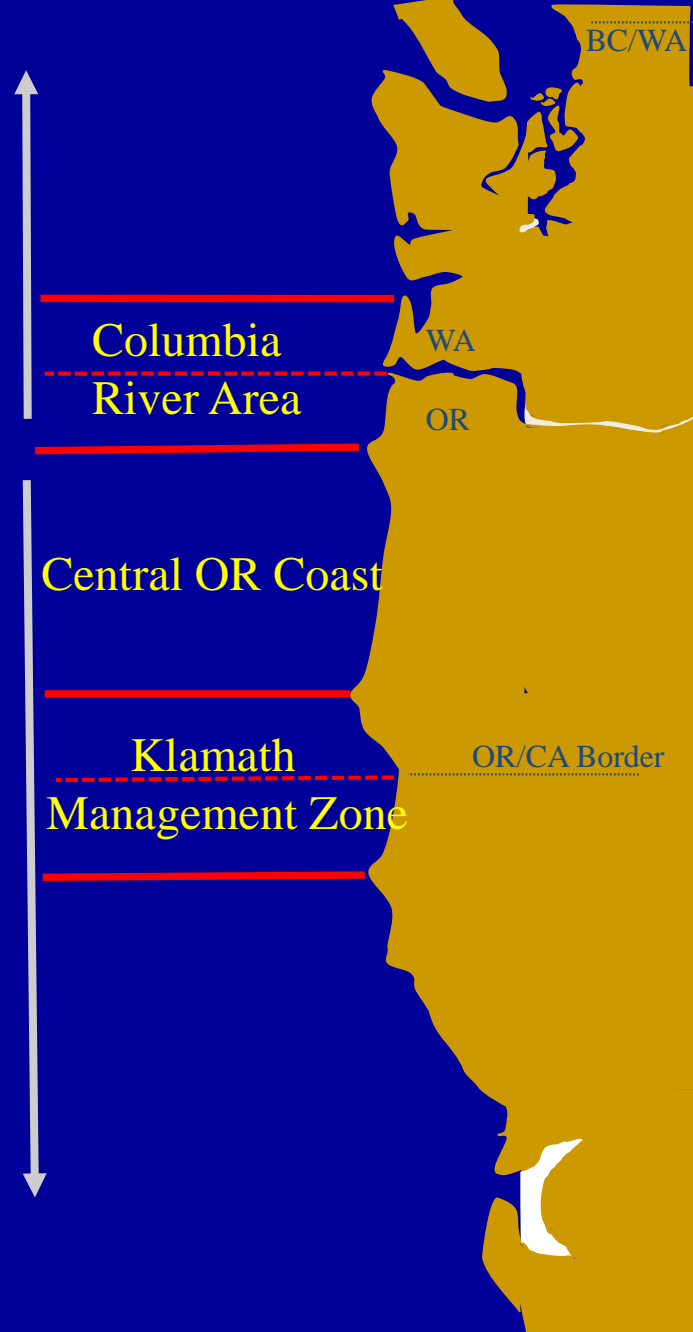 BC/WA
Columbia
WA
River Area
OR
Central OR Coast
Klamath
OR/CA Border
Management Zone